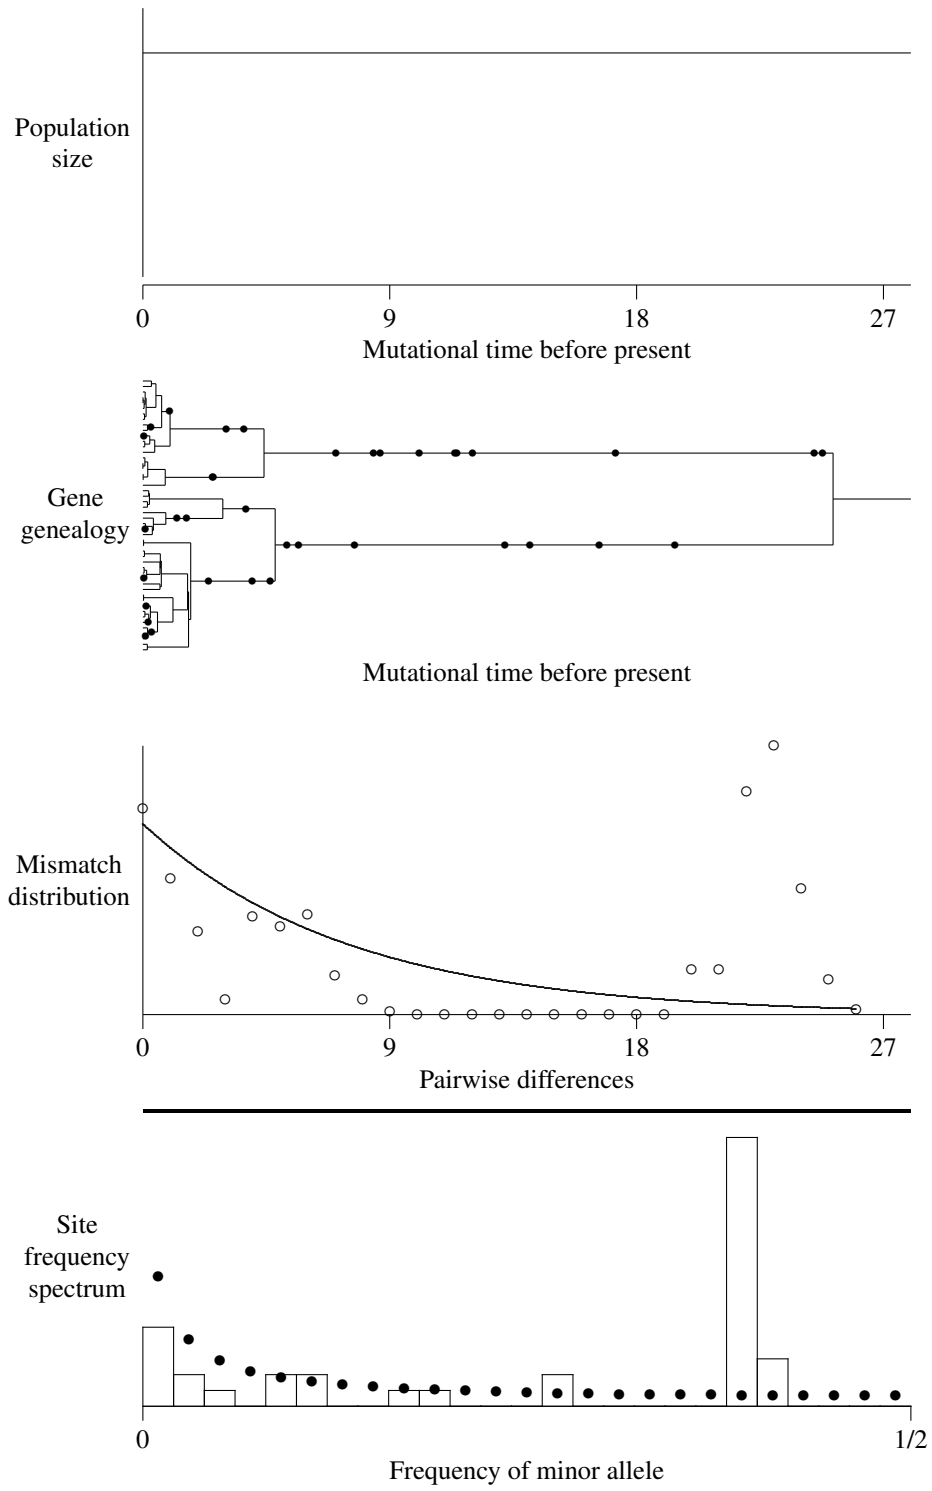 Population
size
0 9 18 27
Mutational time before present
Gene
genealogy
Mutational time before present
Mismatch
distribution
0 9 18 27
Pairwise differences
Site
frequency
spectrum
0 1/2
Frequency of minor allele